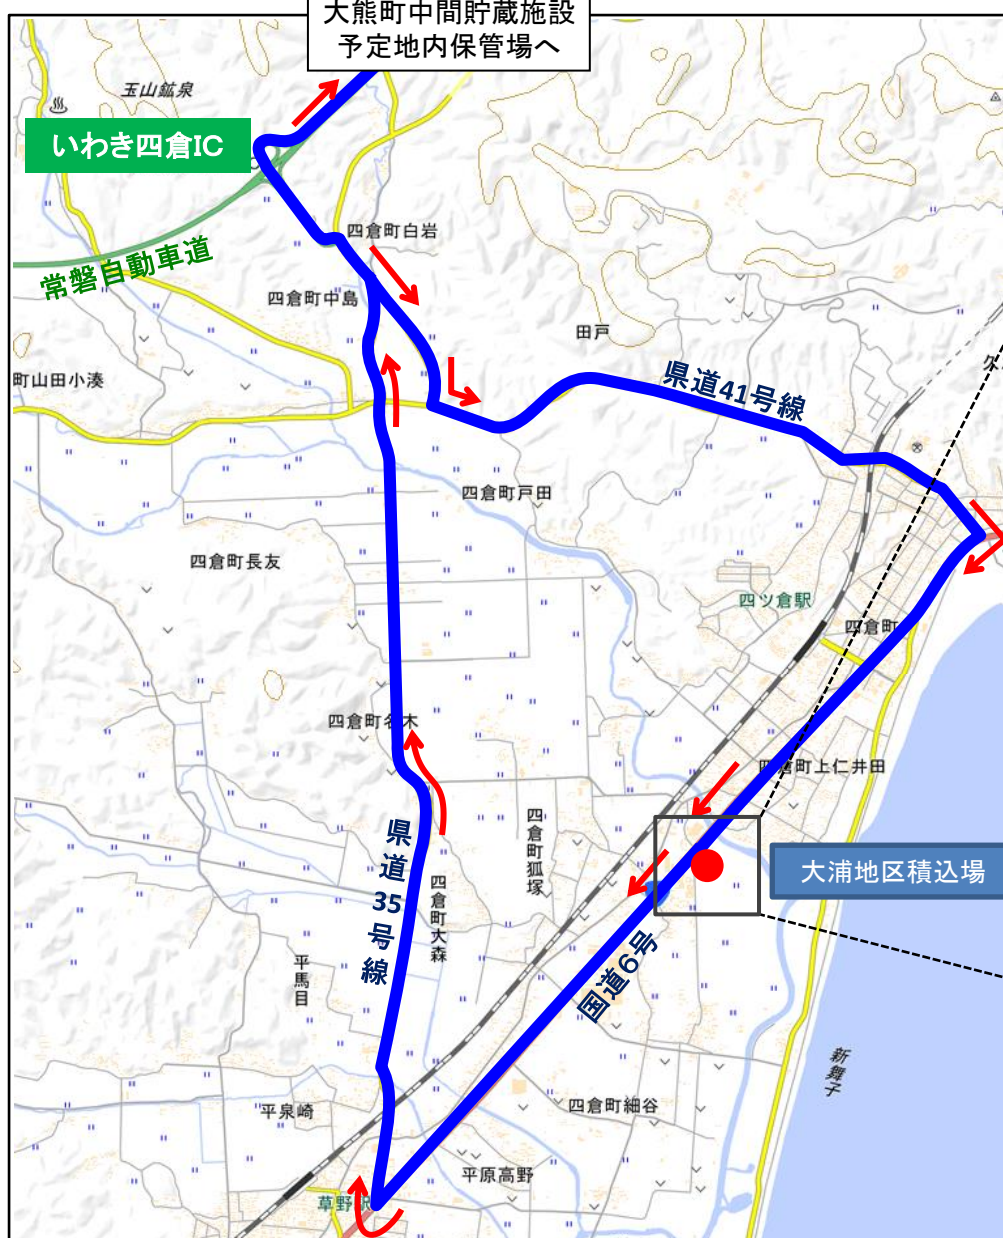 大熊町中間貯蔵施設
予定地内保管場へ
玉山鉱泉
いわき四倉IC
四倉町白岩
常磐自動車道
四倉町中島
田戸
町山田小湊
県道41号線
四倉町戸田
四倉町長友
四ツ倉駅
四倉町
四倉町名木
四倉町上仁井田
四倉町狐塚
県道35号線
大浦地区積込場
四倉町大森
国道6号
平馬目
新舞子
平泉崎
四倉町細谷
平原高野
草野駅